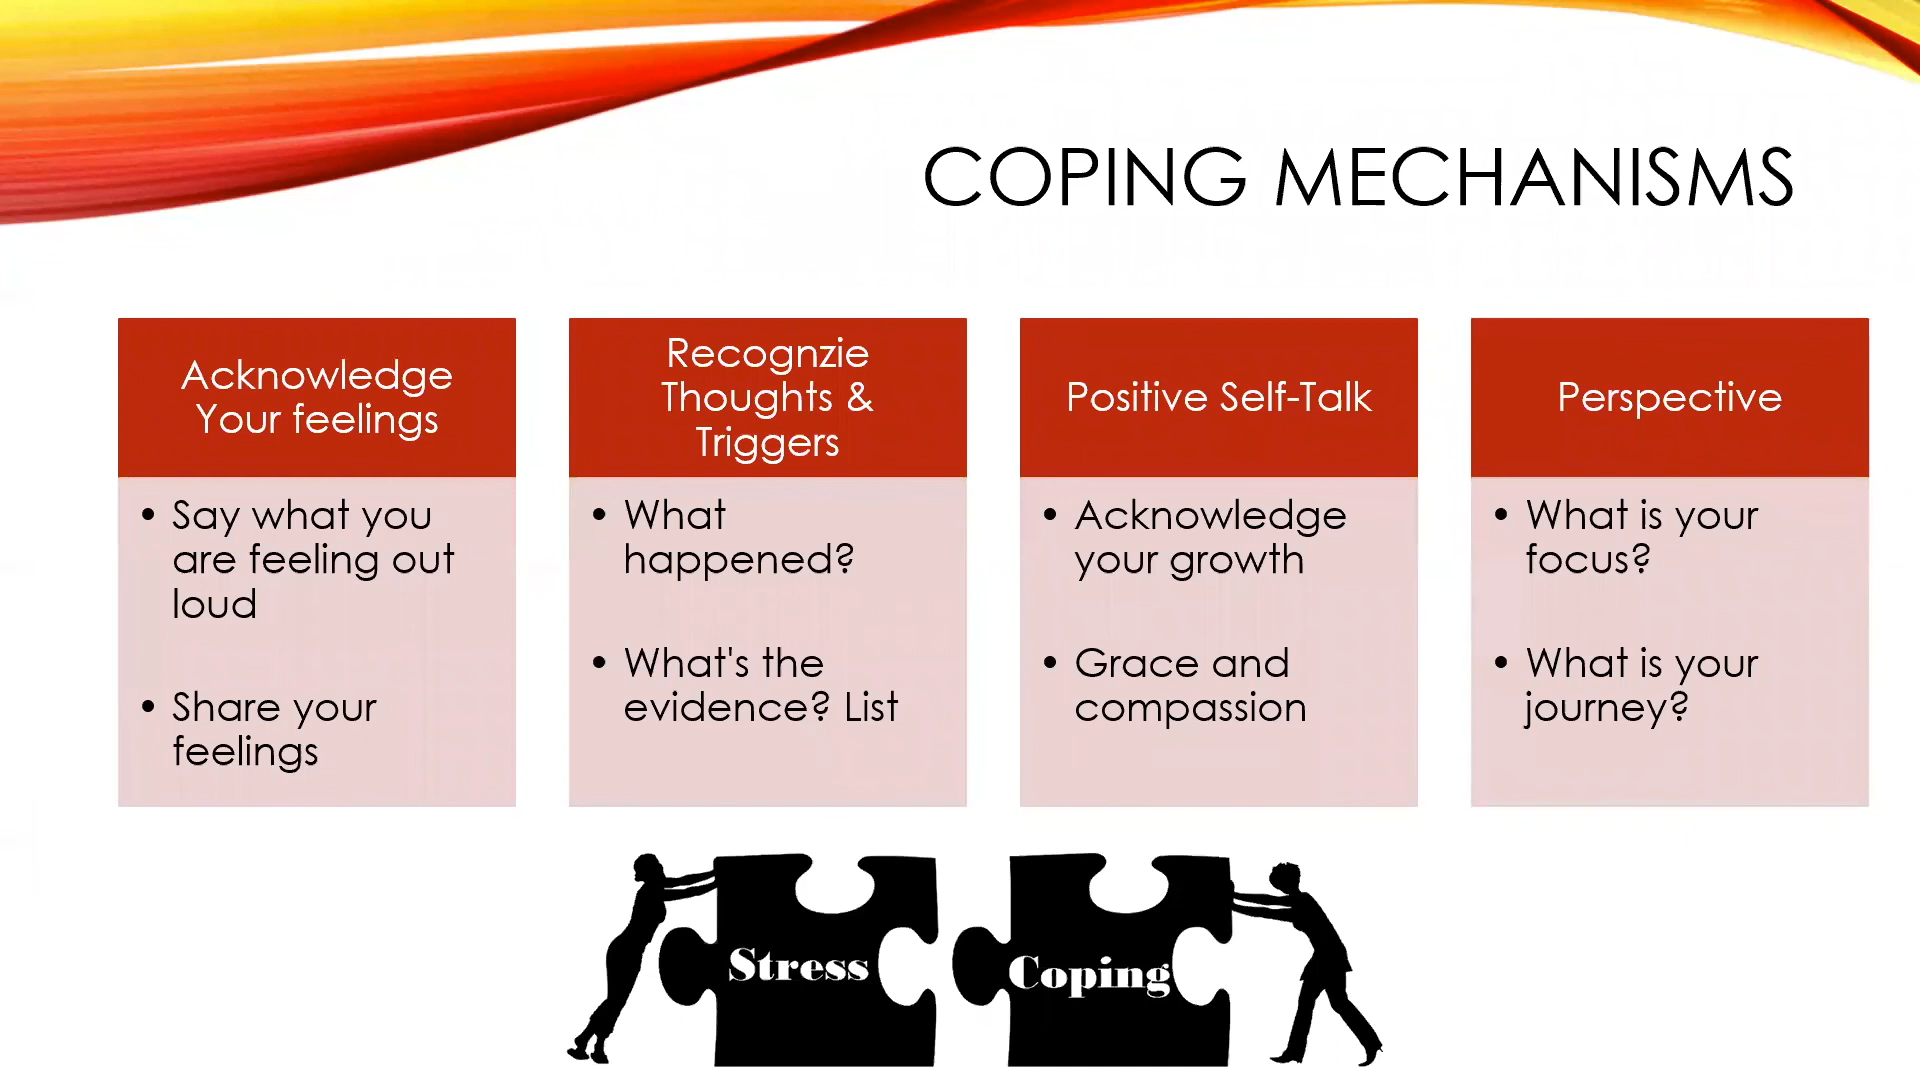 COPING MECHANISMS
Acknowledge
Your feelings
• Say what you
are feeling out
loud
• Share your
feelings
Recognzie
Thoughts &
Triggers
• What
happened?
• What's the
evidence? List
Positive Self-Talk
• Acknowledge
your growth
• Grace and
compassion
Perspective
• What is your
focus?
• What is your
journey?
Stress
Coping